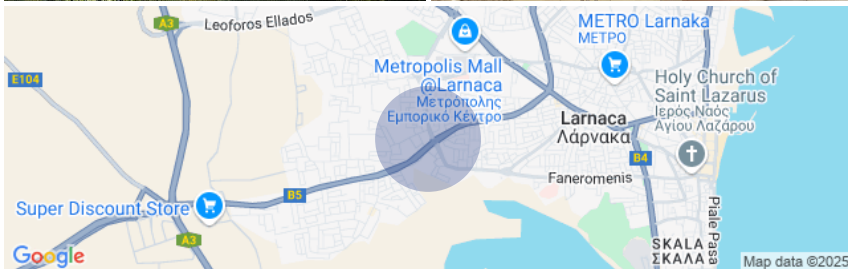 A3
Leoforos Ellados
METRO Larnaka
ΜΕΤΡΟ
E104
Metropolis Mall
@Larnaca
Μετρόπολης
Εμπορικό Κέντρο
Holy Church of
Saint Lazarus
Ιερός Ναός
Αγίου Λαζάρου
Larnaca
Λάρνακα
B4
Faneromenis
B5
Super Discount Store
A3
Piale Pasa
SKALA
ΣΚΑΛΑ
Google
Map data ©2025